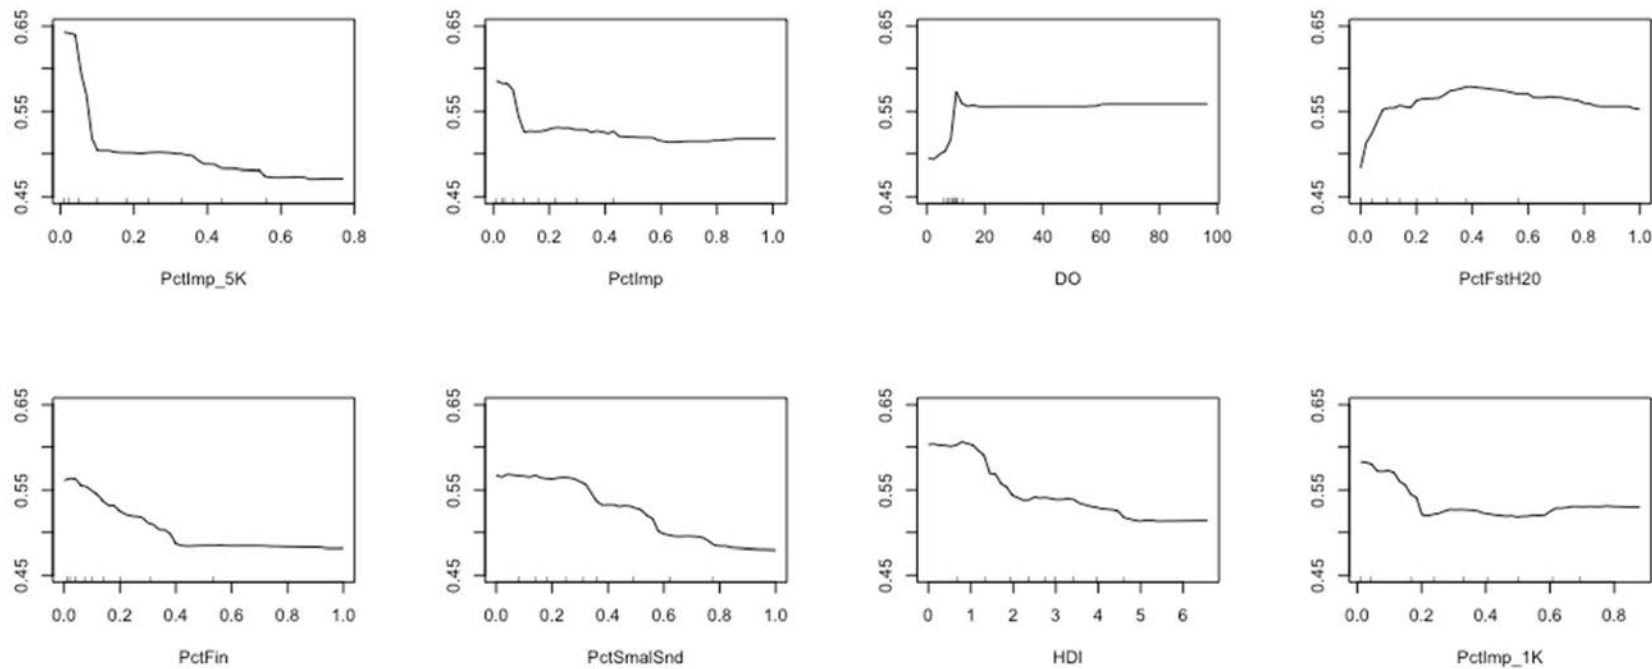 0.65 0.65 0.65 0.65
0.55 0.55 0.55 0.55
0.45 0.45 0.45 0.45
0.0 0.2 0.4 0.6 0.8 0.0 0.2 0.4 0.6 0.8 1.0 0 20 40 60 80 100 0.0 0.2 0.4 0.6 0.8 1.0
PctImp_5K PctImp DO PctFstH20
0.65 0.65 0.65 0.65
0.55 0.55 0.55 0.55
0.45 0.45 0.45 0.45
0.0 0.2 0.4 0.6 0.8 1.0 0.0 0.2 0.4 0.6 0.8 1.0 0 1 2 3 4 5 6 0.0 0.2 0.4 0.6 0.8
PctFin PctSmalSnd HDI PctImp_1K